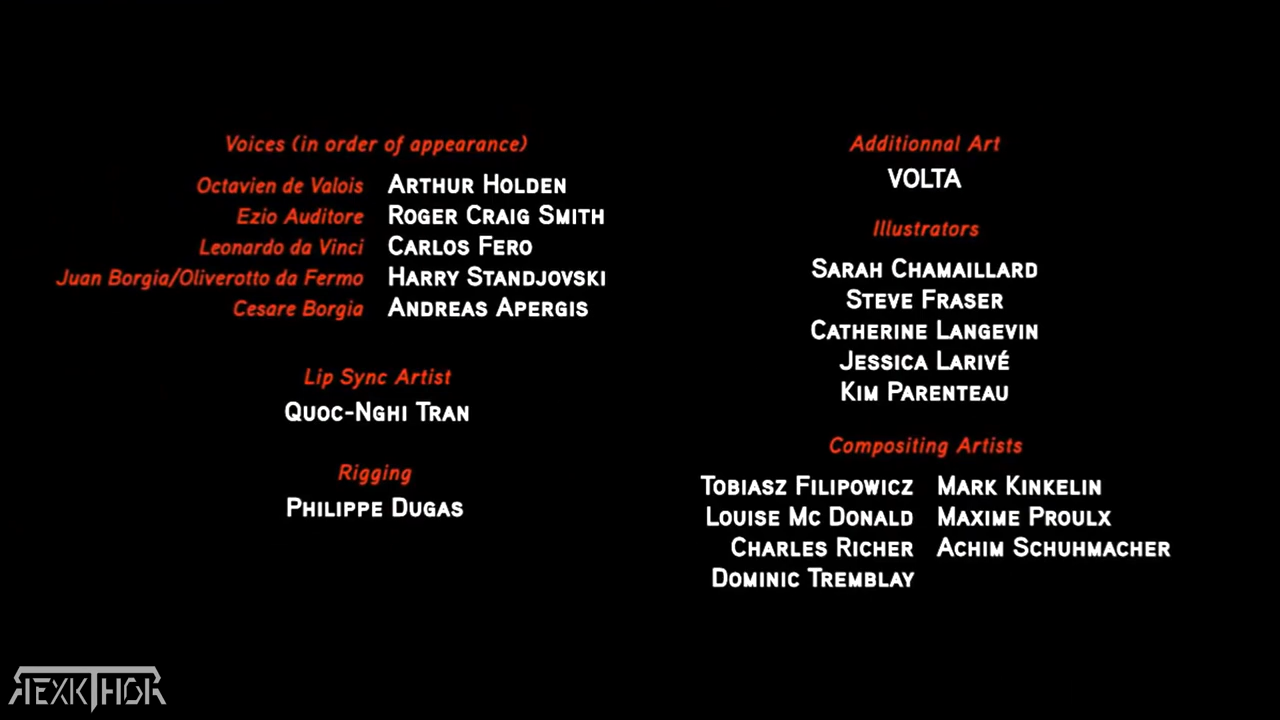 Voices (in order of appearance)
Octavien de Valois Arthur Holden
Ezio Auditore Roger Craig Smith
Leonardo da Vinci Carlos Fero
Juan Borgia/Oliverotto da Fermo Harry Standjovski
Cesare Borgia Andreas Apergis
Lip Sync Artist
Quoc-Nghi Tran
Rigging
Philippe Dugas
Additionnal Art
VOLTA
Illustrators
Sarah Chamaillard
Steve Fraser
Catherine Langevin
Jessica Larivé
Kim Parenteau
Compositing Artists
Tobiasz Filipowicz Mark Kinkelin
Louise Mc Donald Maxime Proulx
Charles Richer Achim Schuhmacher
Dominic Tremblay